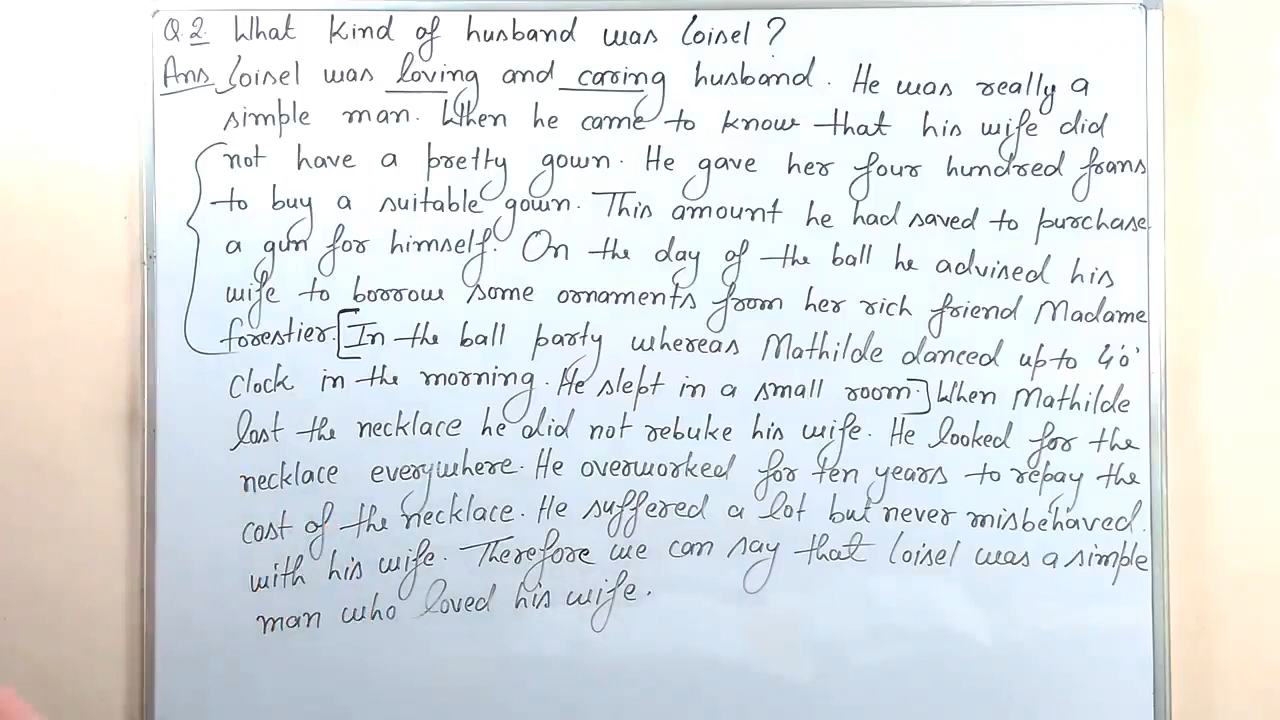 Q.2. What kind of husband was Loisel?
Ans Loisel was loving and caring husband. He was really a
simple man. When he came to know that his wife did
not have a pretty gown. He gave her four hundred frans
to buy a suitable gown. This amount he had saved to purchase
a gun for himself. On the day of the ball he advised his
wife to borrow some ornaments from her rich friend Madame
forestier. [In the ball party whereas Mathilde danced up to 4'o'
clock in the morning. He slept in a small room.] When Mathilde
lost the necklace he did not rebuke his wife. He looked for the
necklace everywhere. He overworked for ten years to repay the
cost of the necklace. He suffered a lot but never misbehaved.
with his wife. Therefore we can say that Loisel was a simple
man who loved his wife.